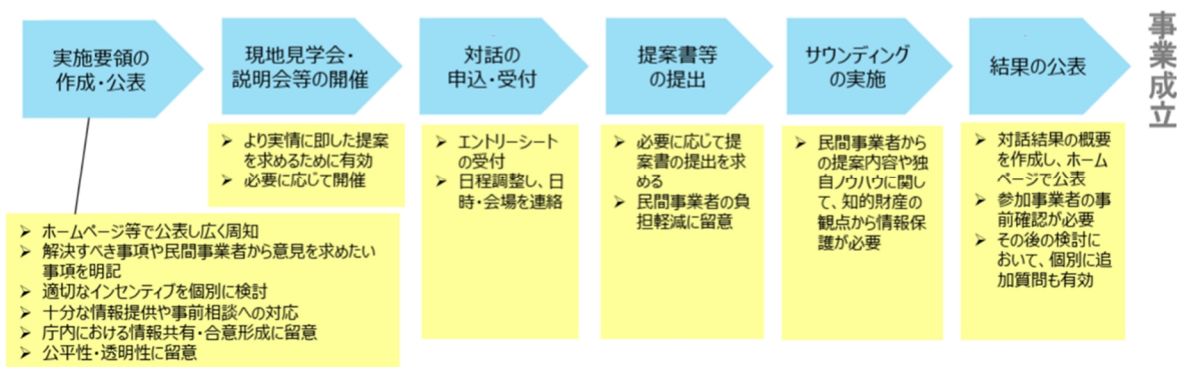 実施要領の
作成・公表
現地見学会・
説明会等の開催
対話の
申込・受付
提案書等
の提出
サウンディング
の実施
結果の公表
事業成立
➢ ホームページ等で公表し広く周知
➢ 解決すべき事項や民間事業者から意見を求めたい
事項を明記
➢ 適切なインセンティブを個別に検討
➢ 十分な情報提供や事前相談への対応
➢ 庁内における情報共有・合意形成に留意
➢ 公平性・透明性に留意
➢ より実情に即した提案
を求めるために有効
➢ 必要に応じて開催
➢ エントリーシート
の受付
➢ 日程調整し、日
時・会場を連絡
➢ 必要に応じて提
案書の提出を求
める
➢ 民間事業者の負
担軽減に留意
➢ 民間事業者から
の提案内容や独
自ノウハウに関し
て、知的財産の
観点から情報保
護が必要
➢ 対話結果の概要
を作成し、ホーム
ページで公表
➢ 参加事業者の事
前確認が必要
➢ その後の検討に
おいて、個別に追
加質問も有効